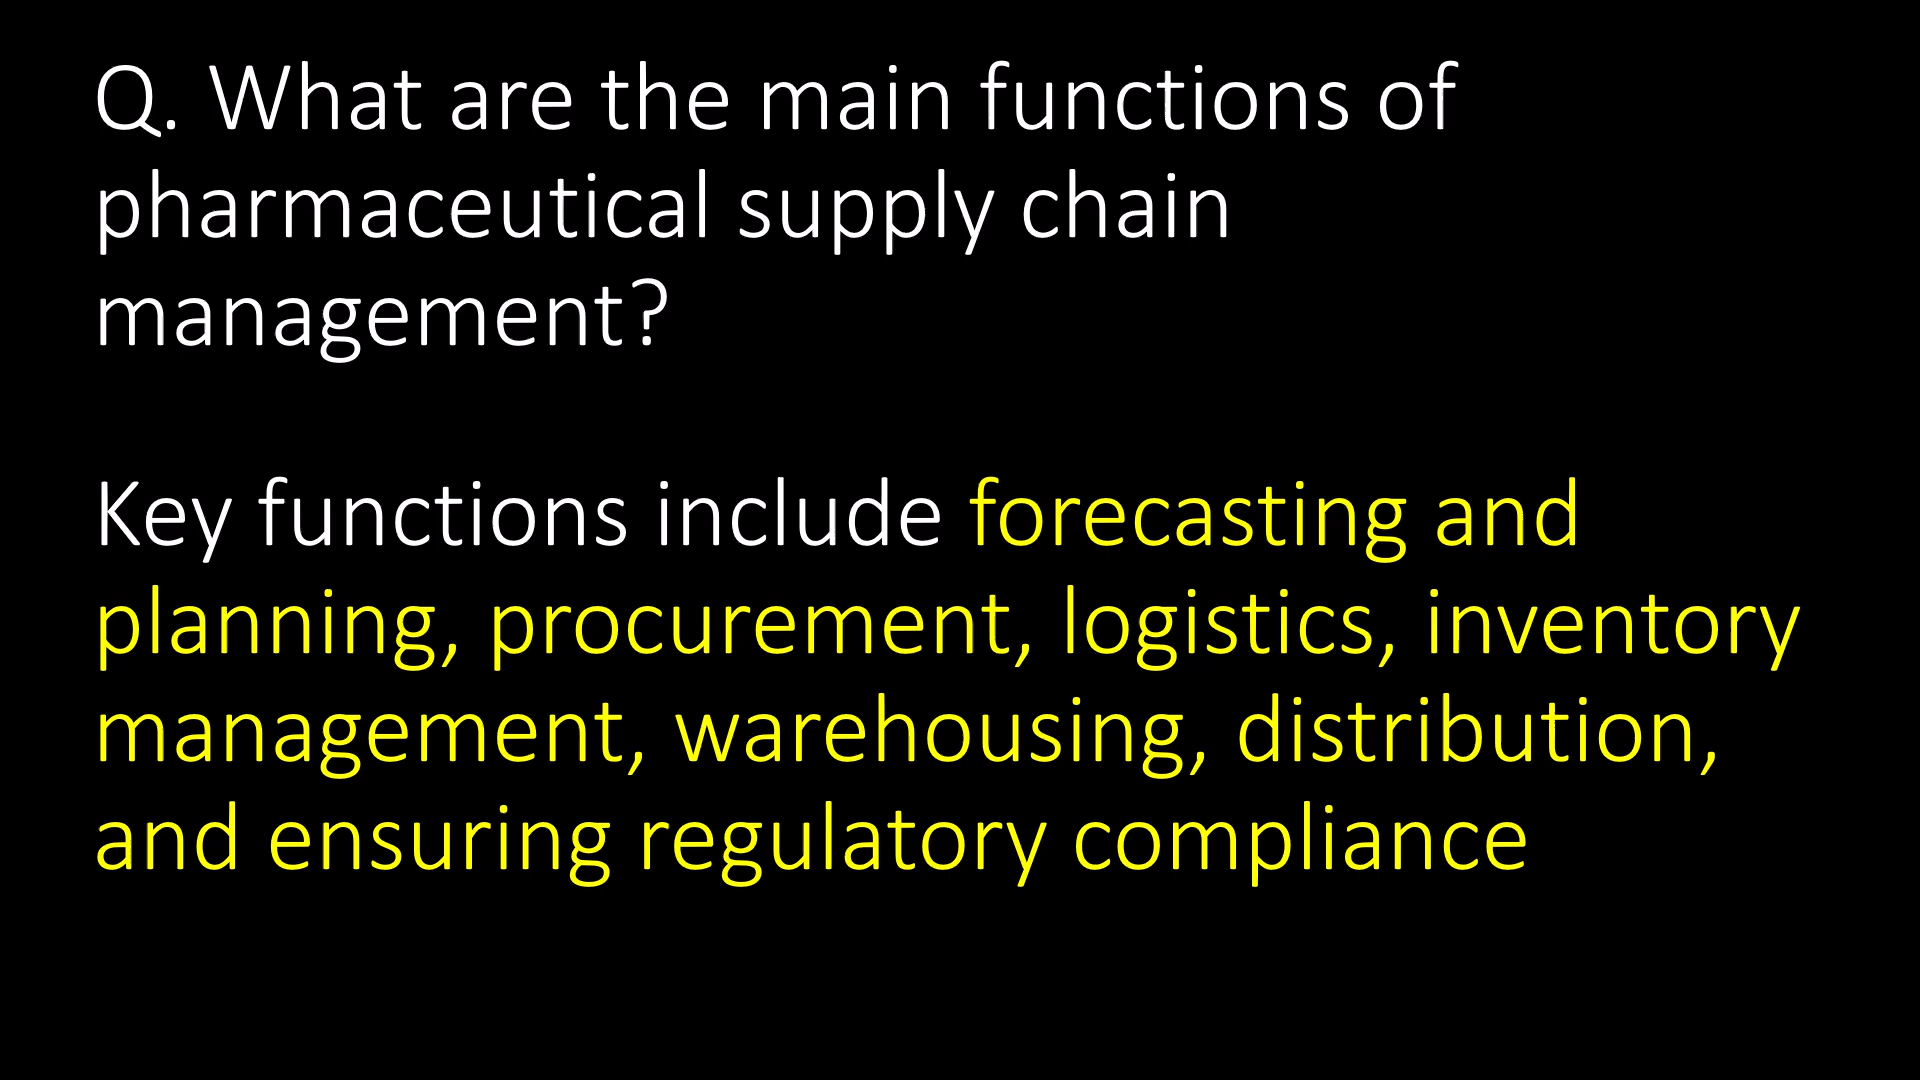 Q. What are the main functions of
pharmaceutical supply chain
management?
Key functions include forecasting and
planning, procurement, logistics, inventory
management, warehousing, distribution,
and ensuring regulatory compliance